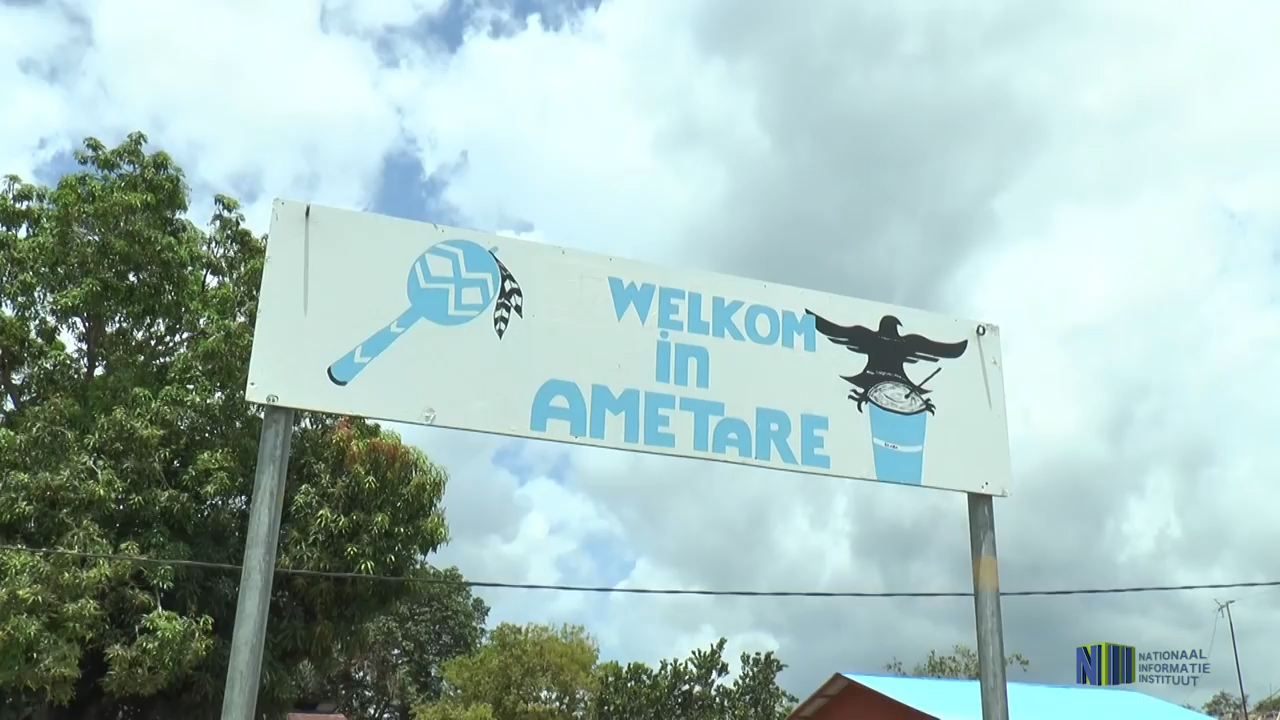 WELKOM
in
AMETaRE
NATIONAAL
INFORMATIE
INSTITUUT